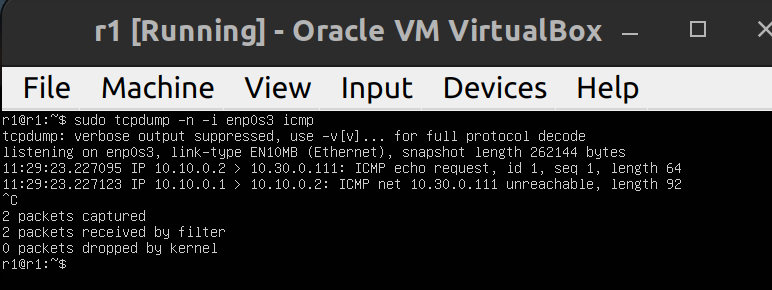 r1 [Running] - Oracle VM VirtualBox
File Machine View Input Devices Help
r1@r1:~$ sudo tcpdump -n -i enp0s3 icmp
tcpdump: verbose output suppressed, use -v[v]... for full protocol decode
listening on enp0s3, link-type EN10MB (Ethernet), snapshot length 262144 bytes
11:29:23.227095 IP 10.10.0.2 > 10.30.0.111: ICMP echo request, id 1, seq 1, length 64
11:29:23.227123 IP 10.10.0.1 > 10.10.0.2: ICMP net 10.30.0.111 unreachable, length 92
^C
2 packets captured
2 packets received by filter
0 packets dropped by kernel
r1@r1:~$